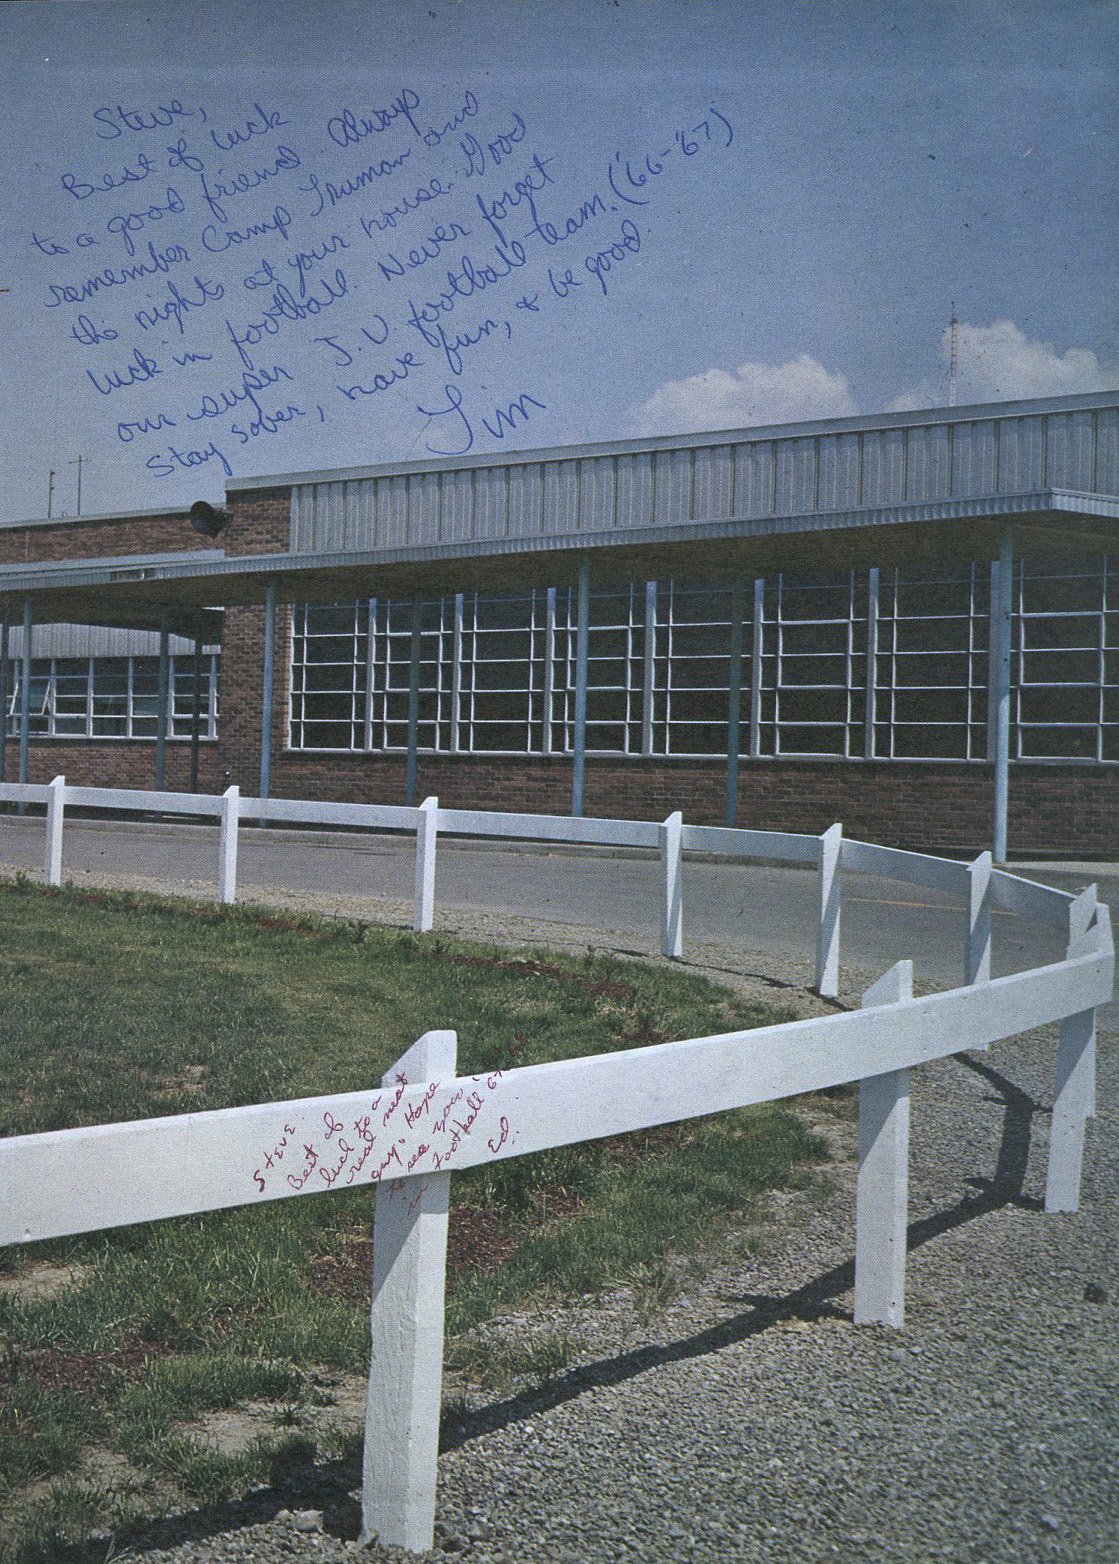 Steve,
Best of luck
to a good friend. Always
remember Camp Truman and
the nights at your house. Good
luck in football. Never forget
our super J.V. football team. ('66-'67)
Stay sober, have fun, & be good.
Jim
STEVE
Best of
luck to a
real neat
guy. Hope
to see you
in football 67
Ed.